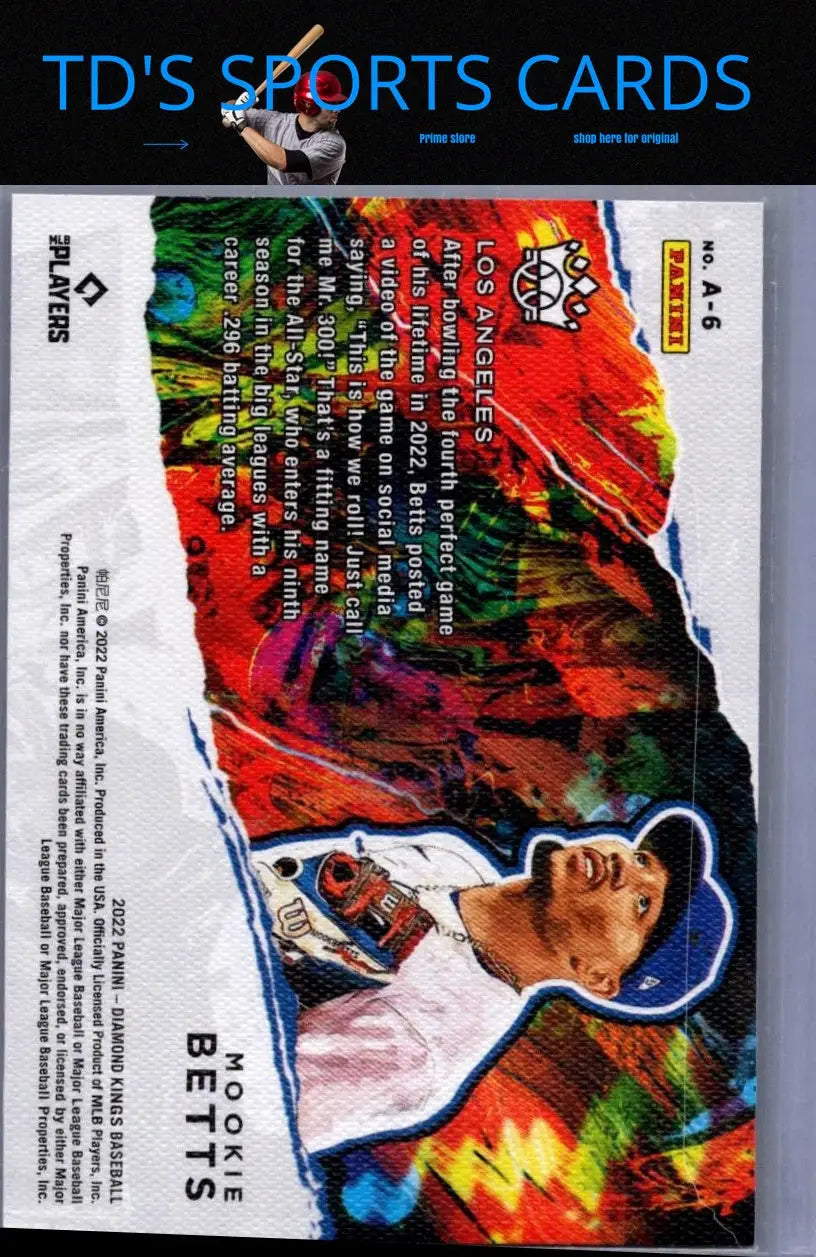 TD'S SPORTS CARDS
Prime store
shop here for original
NO. A-6
PANINI
LOS ANGELES
After bowling the fourth perfect game
of his lifetime in 2022, Betts posted
a video of the game on social media
saying, “This is how we roll! Just call
me Mr. 300!” That's a fitting name
for the All-Star, who enters his ninth
season in the big leagues with a
career .296 batting average.
MLB
PLAYERS
W
MOOKIE
BETTS
2022 PANINI – DIAMOND KINGS BASEBALL
帕尼尼 © 2022 Panini America, Inc. Produced in the USA. Officially Licensed Product of MLB Players, Inc.
Panini America, Inc. is in no way affiliated with either Major League Baseball or Major League Baseball
Properties, Inc. nor have these trading cards been prepared, approved, endorsed, or licensed by either Major
League Baseball or Major League Baseball Properties, Inc.